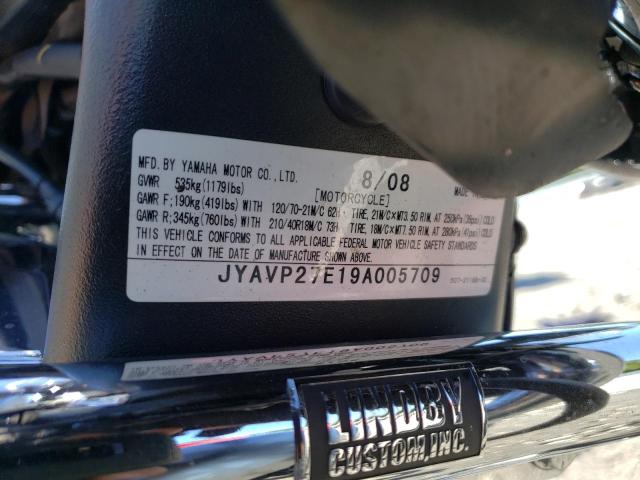 MFD. BY YAMAHA MOTOR CO., LTD. 8/08
GVWR 535kg(1179lbs) [MOTORCYCLE] MADE
GAWR F:190kg(419lbs) WITH 120/70-21M/C 62H TIRE, 21M/C×MT3.50 RIM, AT 250kPa(36psi) COLD
GAWR R:345kg(760lbs) WITH 210/40R18M/C 73H TIRE, 18M/C×MT7.50 RIM, AT 280kPa(41psi) COLD
THIS VEHICLE CONFORMS TO ALL APPLICABLE FEDERAL MOTOR VEHICLE SAFETY STANDARDS
IN EFFECT ON THE DATE OF MANUFACTURE SHOWN ABOVE.
JYAVP27E19A005709
LINDBY
CUSTOM, INC.